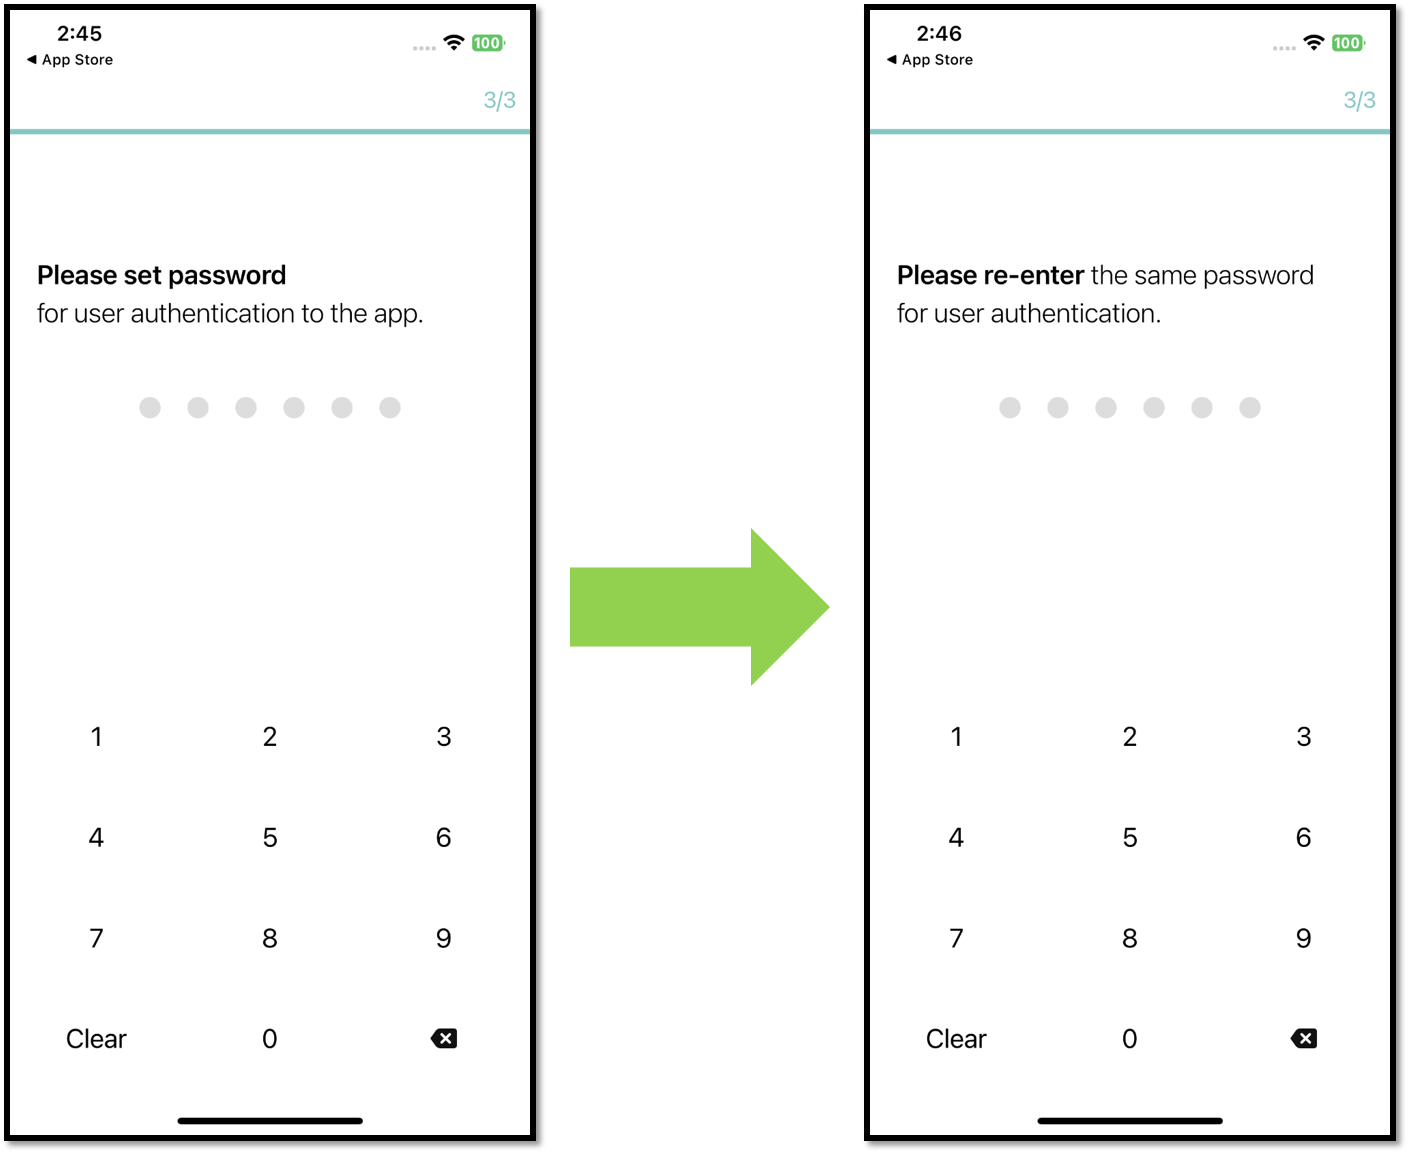 2:45
100
◀ App Store
3/3
Please set password
for user authentication to the app.
1 2 3
4 5 6
7 8 9
Clear 0
2:46
100
◀ App Store
3/3
Please re-enter the same password
for user authentication.
1 2 3
4 5 6
7 8 9
Clear 0